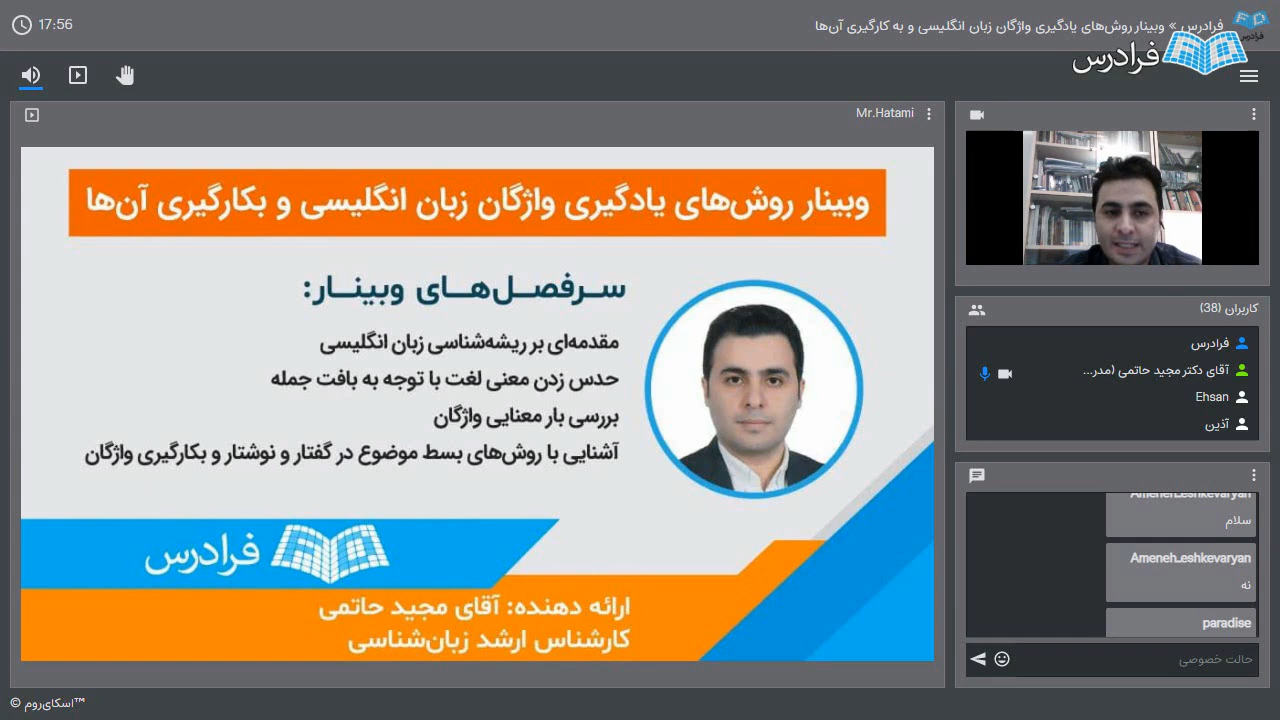 17:56
فرادرس » وبینار روش‌های یادگیری واژگان زبان انگلیسی و به کارگیری آن‌ها
فرادرس
Mr.Hatami
وبینار روش‌های یادگیری واژگان زبان انگلیسی و بکارگیری آن‌ها
سرفصل‌های وبینار:
مقدمه‌ای بر ریشه‌شناسی زبان انگلیسی
حدس زدن معنی لغت با توجه به بافت جمله
بررسی بار معنایی واژگان
آشنایی با روش‌های بسط موضوع در گفتار و نوشتار و بکارگیری واژگان
فرادرس
ارائه دهنده: آقای مجید حاتمی
کارشناس ارشد زبان‌شناسی
کاربران (38)
فرادرس
آقای دکتر مجید حاتمی (مدر...
Ehsan
آذین
Ameneh_eshkevaryan
سلام
Ameneh_eshkevaryan
نه
paradise
حالت خصوصی
© اسکای‌روم™